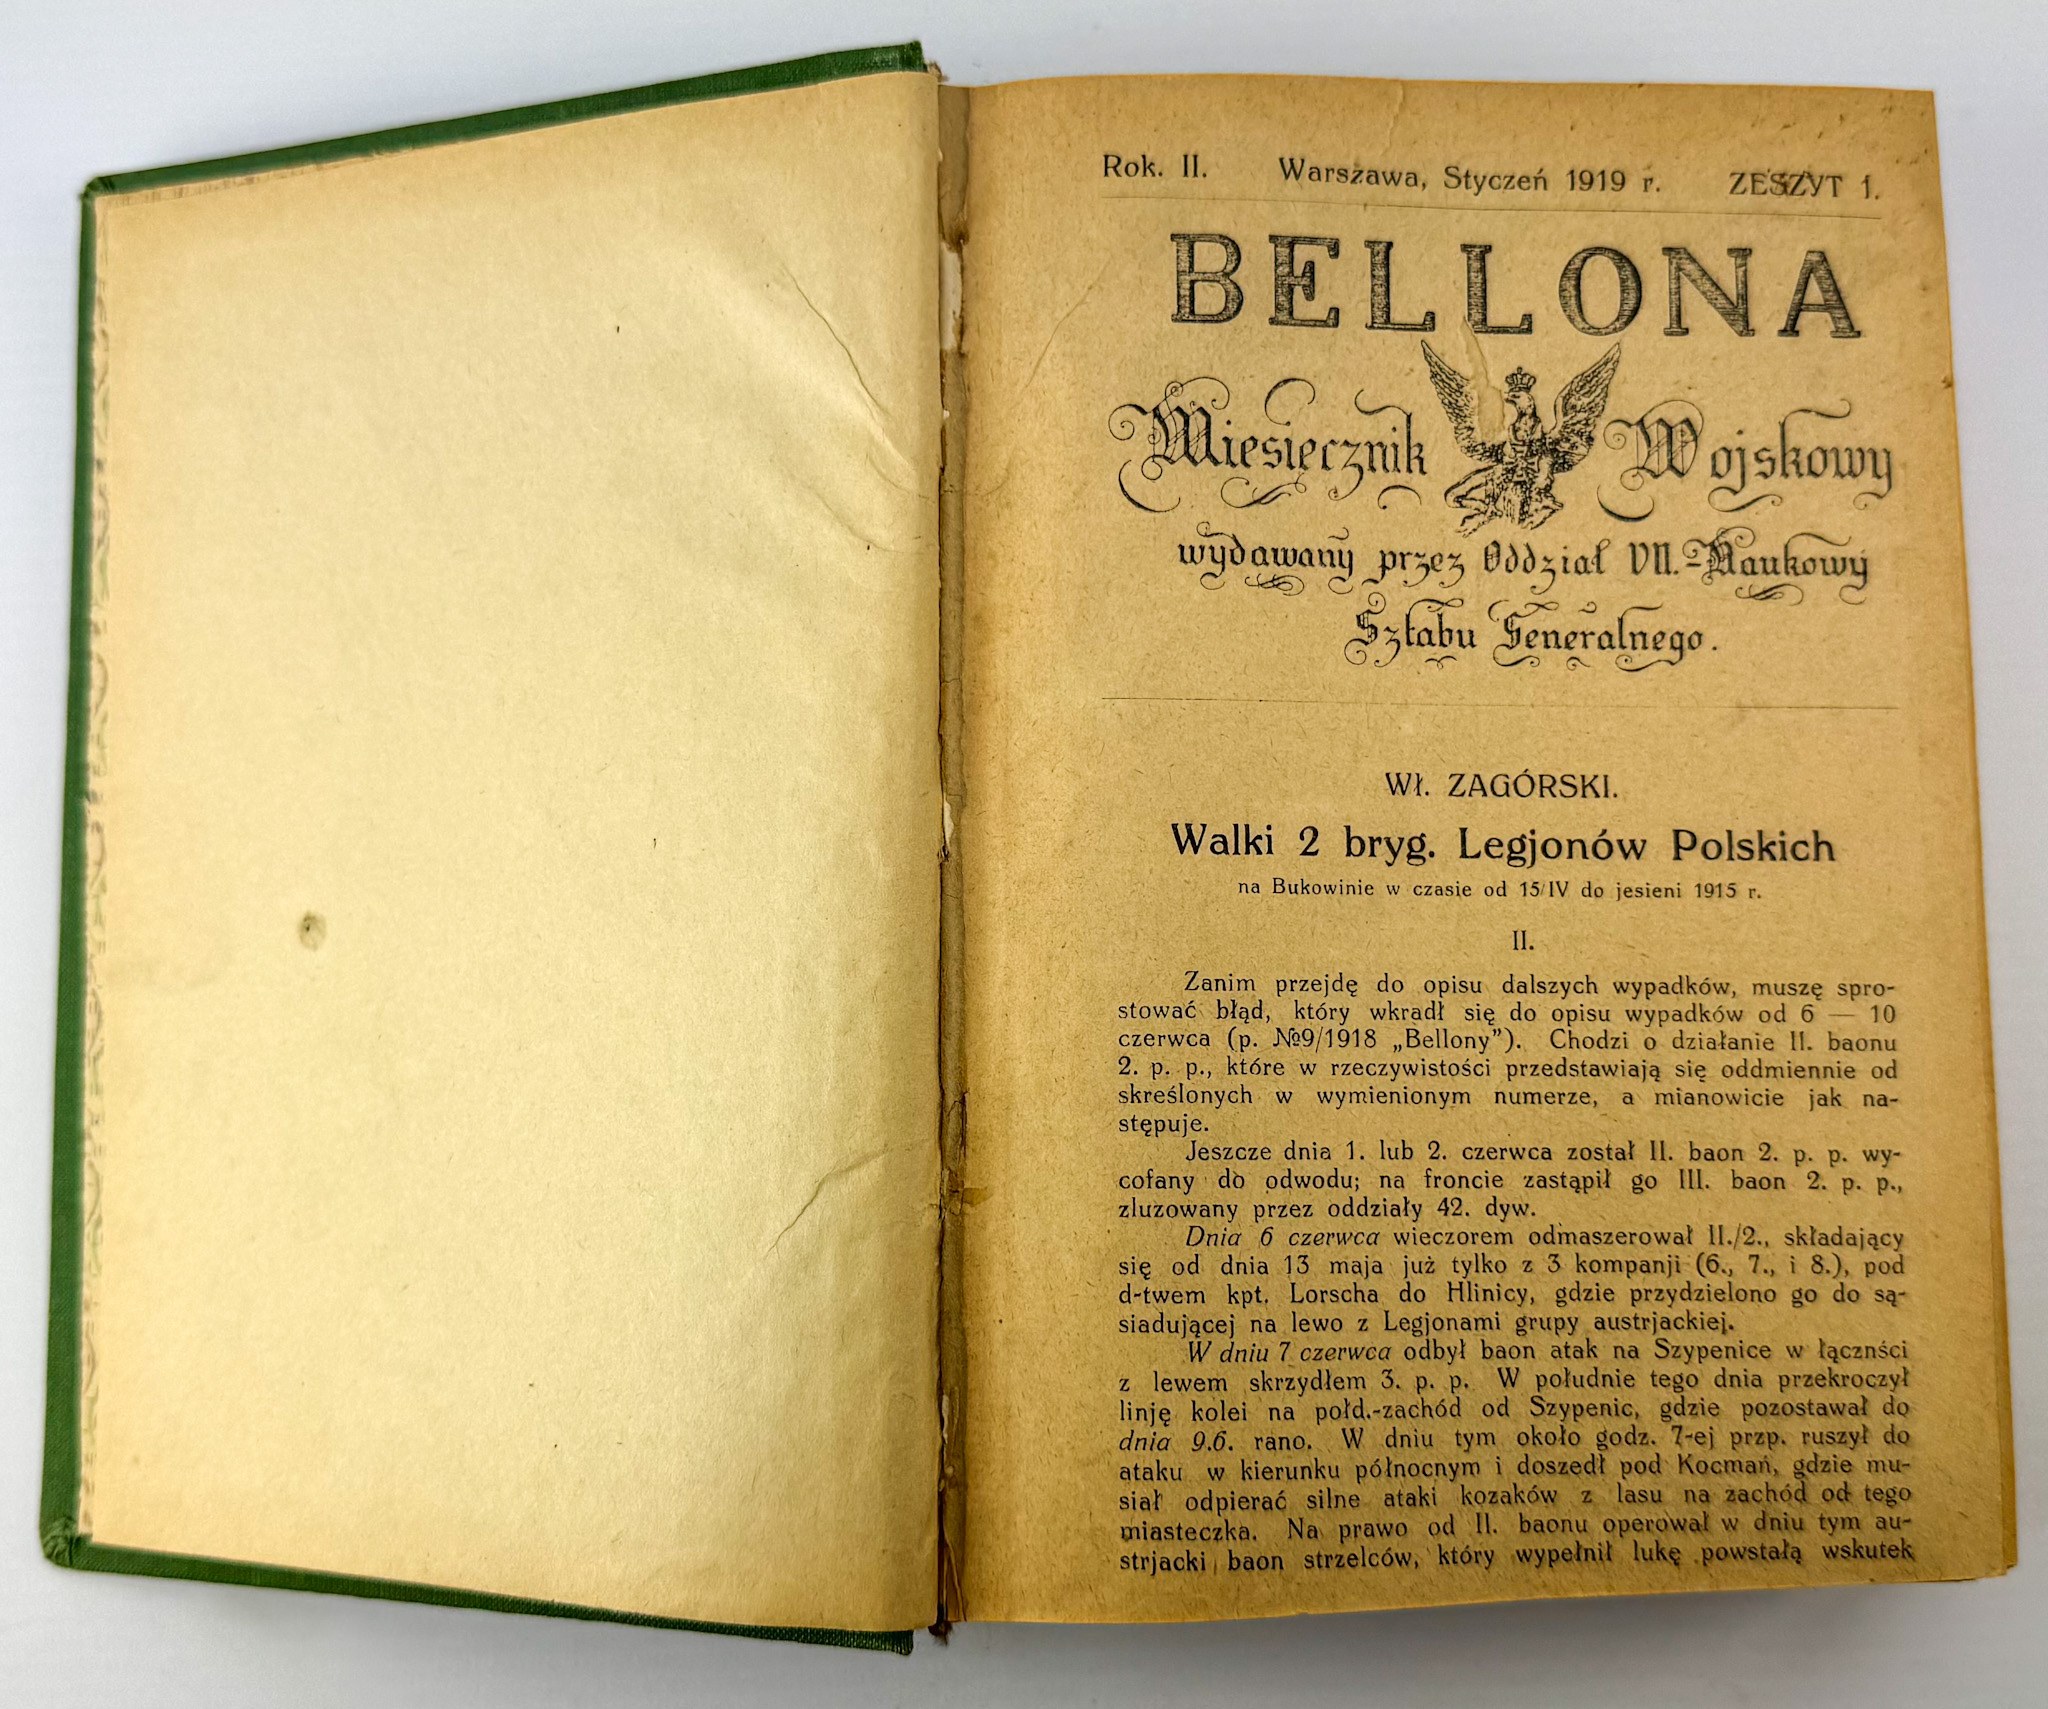 Rok. II. Warszawa, Styczeń 1919 r. ZESZYT 1.
BELLONA
Miesięcznik Wojskowy
wydawany przez Oddział VII.-Naukowy
Sztabu Generalnego.
Wł. ZAGÓRSKI.
Walki 2 bryg. Legjonów Polskich
na Bukowinie w czasie od 15/IV do jesieni 1915 r.
II.
Zanim przejdę do opisu dalszych wypadków, muszę spro-
stować błąd, który wkradł się do opisu wypadków od 6 — 10
czerwca (p. №9/1918 „Bellony”). Chodzi o działanie II. baonu
2. p. p., które w rzeczywistości przedstawiają się oddmiennie od
skreślonych w wymienionym numerze, a mianowicie jak na-
stępuje.
Jeszcze dnia 1. lub 2. czerwca został II. baon 2. p. p. wy-
cofany do odwodu; na froncie zastąpił go III. baon 2. p. p.,
zluzowany przez oddziały 42. dyw.
Dnia 6 czerwca wieczorem odmaszerował II./2., składający
się od dnia 13 maja już tylko z 3 kompanji (6., 7., i 8.), pod
d-twem kpt. Lorscha do Hlinicy, gdzie przydzielono go do są-
siadującej na lewo z Legjonami grupy austrjackiej.
W dniu 7 czerwca odbył baon atak na Szypenice w łącznści
z lewem skrzydłem 3. p. p. W południe tego dnia przekroczył
linję kolei na połd.-zachód od Szypenic, gdzie pozostawał do
dnia 9.6. rano. W dniu tym około godz. 7-ej przp. ruszył do
ataku w kierunku północnym i doszedł pod Kocmań, gdzie mu-
siał odpierać silne ataki kozaków z lasu na zachód od tego
miasteczka. Na prawo od II. baonu operował w dniu tym au-
strjacki baon strzelców, który wypełnił lukę powstałą wskutek